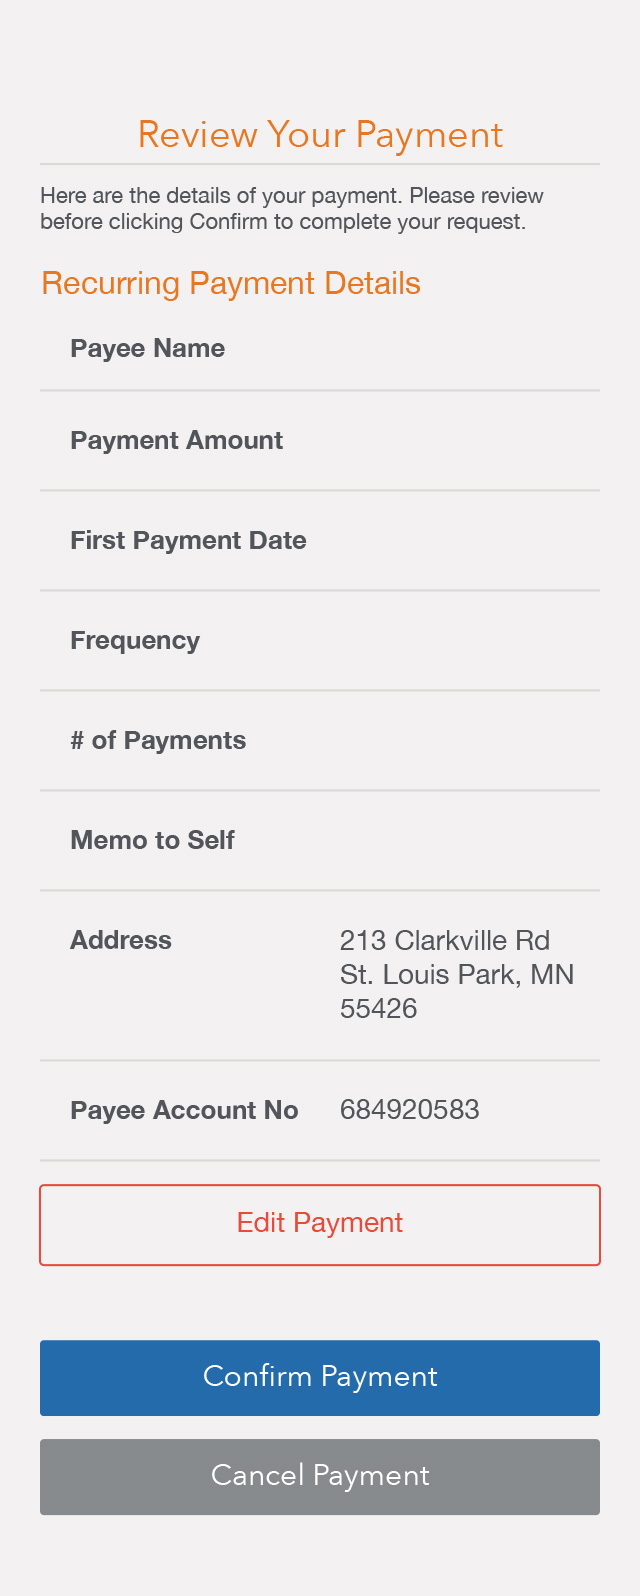 Review Your Payment
Here are the details of your payment. Please review
before clicking Confirm to complete your request.
Recurring Payment Details
Payee Name
Payment Amount
First Payment Date
Frequency
# of Payments
Memo to Self
Address 213 Clarkville Rd
St. Louis Park, MN
55426
Payee Account No 684920583
Edit Payment
Confirm Payment
Cancel Payment